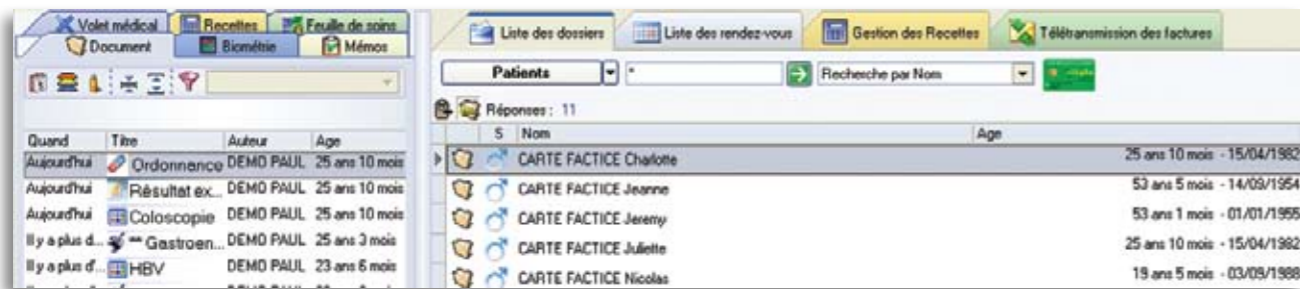 Volet médical Recettes Feuille de soins
Document Biométrie Mémos
Quand Titre Auteur Age
Aujourd'hui Ordonnance DEMO PAUL 25 ans 10 mois
Aujourd'hui Résultat ex... DEMO PAUL 25 ans 10 mois
Aujourd'hui Coloscopie DEMO PAUL 25 ans 10 mois
Il y a plus d... Gastroen... DEMO PAUL 25 ans 3 mois
Il y a plus d'... HBV DEMO PAUL 23 ans 6 mois
Liste des dossiers Liste des rendez-vous Gestion des Recettes Télétransmission des factures
Patients * Recherche par Nom
Réponses : 11
S Nom Age
CARTE FACTICE Charlotte 25 ans 10 mois - 15/04/1982
CARTE FACTICE Jeanne 53 ans 5 mois - 14/09/1954
CARTE FACTICE Jeremy 53 ans 1 mois - 01/01/1955
CARTE FACTICE Juliette 25 ans 10 mois - 15/04/1982
CARTE FACTICE Nicolas 19 ans 5 mois - 03/09/1988